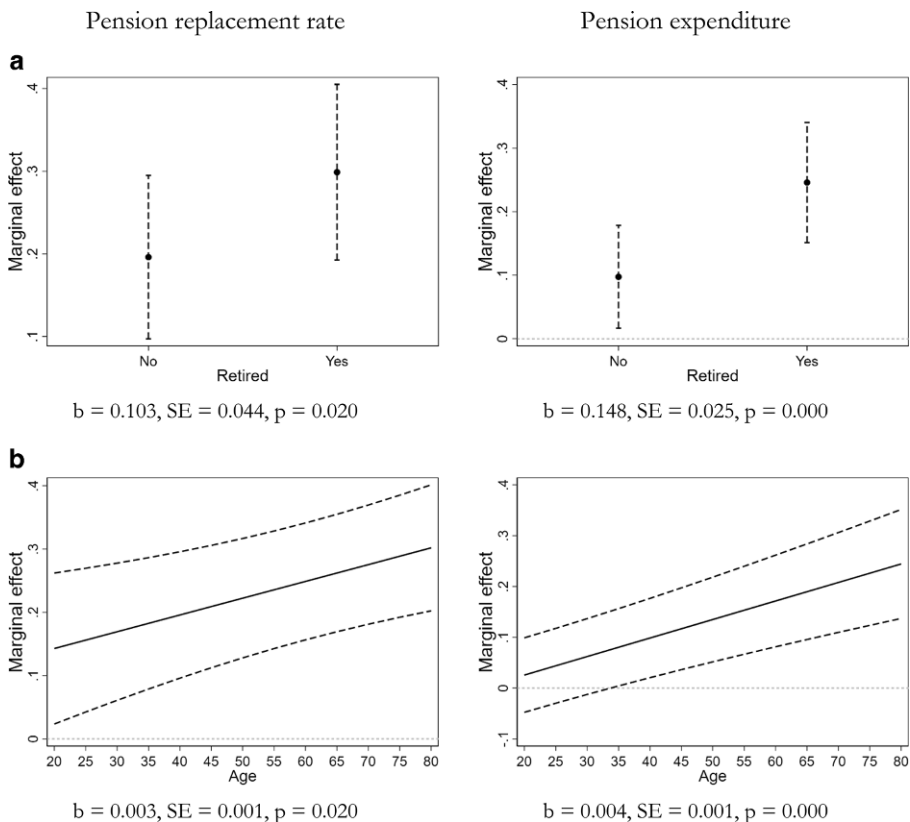 Pension replacement rate
Pension expenditure
a
Marginal effect
.4
.3
.2
.1
No
Yes
Retired
b = 0.103, SE = 0.044, p = 0.020
Marginal effect
.4
.3
.2
.1
0
No
Yes
Retired
b = 0.148, SE = 0.025, p = 0.000
b
Marginal effect
.4
.3
.2
.1
0
20 25 30 35 40 45 50 55 60 65 70 75 80
Age
b = 0.003, SE = 0.001, p = 0.020
Marginal effect
.4
.3
.2
.1
0
-.1
20 25 30 35 40 45 50 55 60 65 70 75 80
Age
b = 0.004, SE = 0.001, p = 0.000